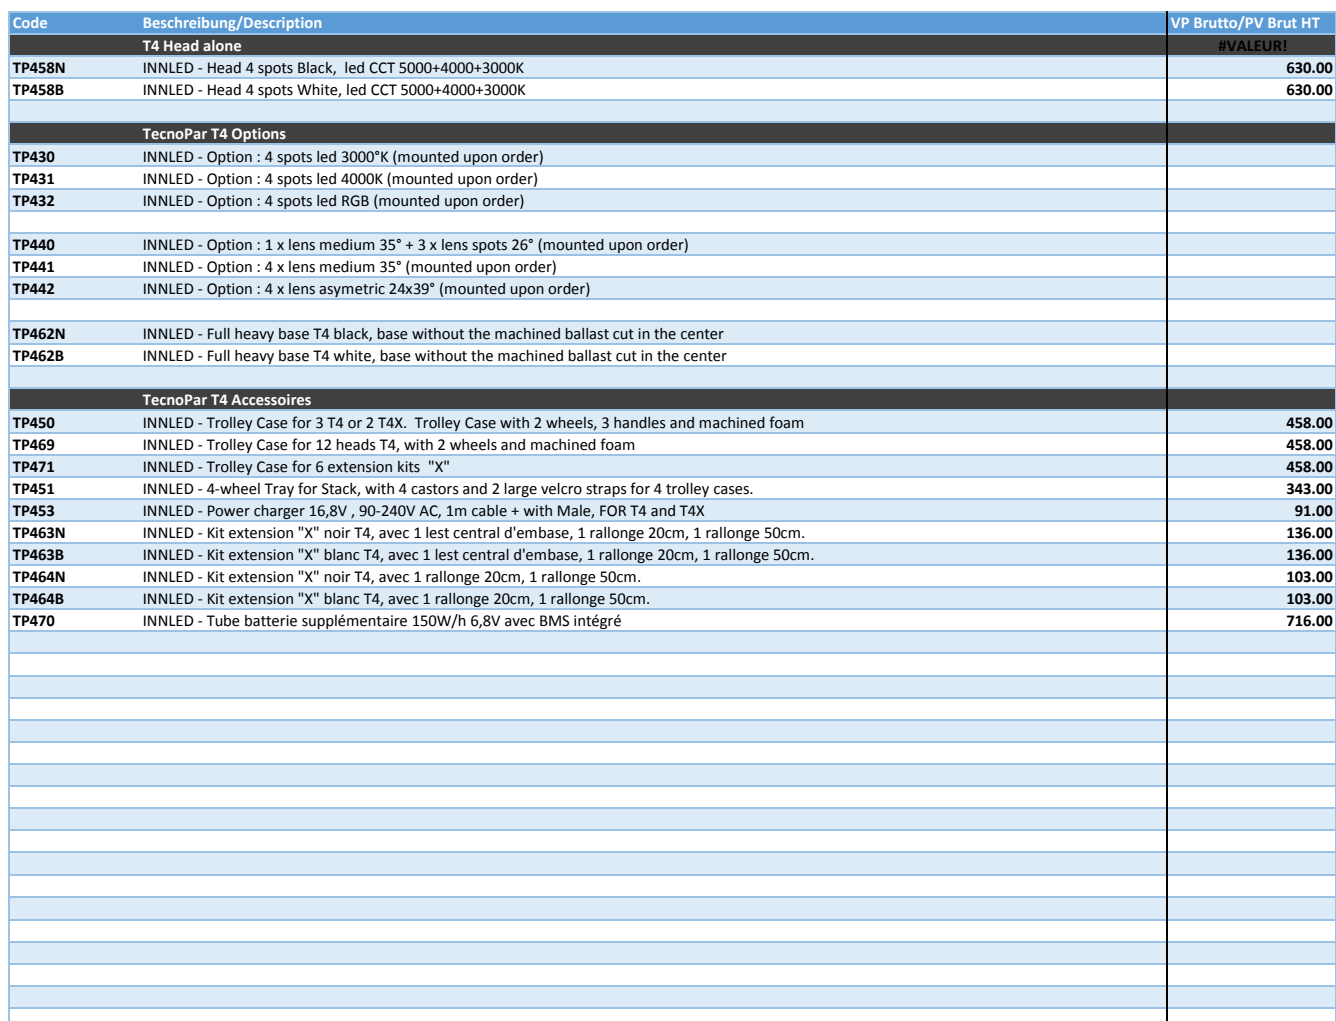 Code Beschreibung/Description VP Brutto/PV Brut HT
T4 Head alone #VALEUR!
TP458N INNLED - Head 4 spots Black,  led CCT 5000+4000+3000K 630.00
TP458B INNLED - Head 4 spots White, led CCT 5000+4000+3000K 630.00
TecnoPar T4 Options
TP430 INNLED - Option : 4 spots led 3000°K (mounted upon order)
TP431 INNLED - Option : 4 spots led 4000K (mounted upon order)
TP432 INNLED - Option : 4 spots led RGB (mounted upon order)
TP440 INNLED - Option : 1 x lens medium 35° + 3 x lens spots 26° (mounted upon order)
TP441 INNLED - Option : 4 x lens medium 35° (mounted upon order)
TP442 INNLED - Option : 4 x lens asymetric 24x39° (mounted upon order)
TP462N INNLED - Full heavy base T4 black, base without the machined ballast cut in the center
TP462B INNLED - Full heavy base T4 white, base without the machined ballast cut in the center
TecnoPar T4 Accessoires
TP450 INNLED - Trolley Case for 3 T4 or 2 T4X.  Trolley Case with 2 wheels, 3 handles and machined foam 458.00
TP469 INNLED - Trolley Case for 12 heads T4, with 2 wheels and machined foam 458.00
TP471 INNLED - Trolley Case for 6 extension kits  "X" 458.00
TP451 INNLED - 4-wheel Tray for Stack, with 4 castors and 2 large velcro straps for 4 trolley cases. 343.00
TP453 INNLED - Power charger 16,8V , 90-240V AC, 1m cable + with Male, FOR T4 and T4X 91.00
TP463N INNLED - Kit extension "X" noir T4, avec 1 lest central d'embase, 1 rallonge 20cm, 1 rallonge 50cm. 136.00
TP463B INNLED - Kit extension "X" blanc T4, avec 1 lest central d'embase, 1 rallonge 20cm, 1 rallonge 50cm. 136.00
TP464N INNLED - Kit extension "X" noir T4, avec 1 rallonge 20cm, 1 rallonge 50cm. 103.00
TP464B INNLED - Kit extension "X" blanc T4, avec 1 rallonge 20cm, 1 rallonge 50cm. 103.00
TP470 INNLED - Tube batterie supplémentaire 150W/h 6,8V avec BMS intégré 716.00